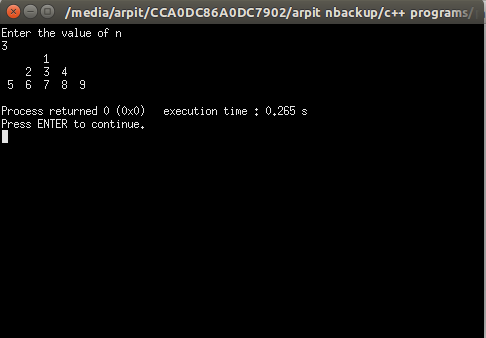 /media/arpit/CCA0DC86A0DC7902/arpit nbackup/c++ programs/
Enter the value of n
3
1
2 3 4
5 6 7 8 9
Process returned 0 (0x0) execution time : 0.265 s
Press ENTER to continue.